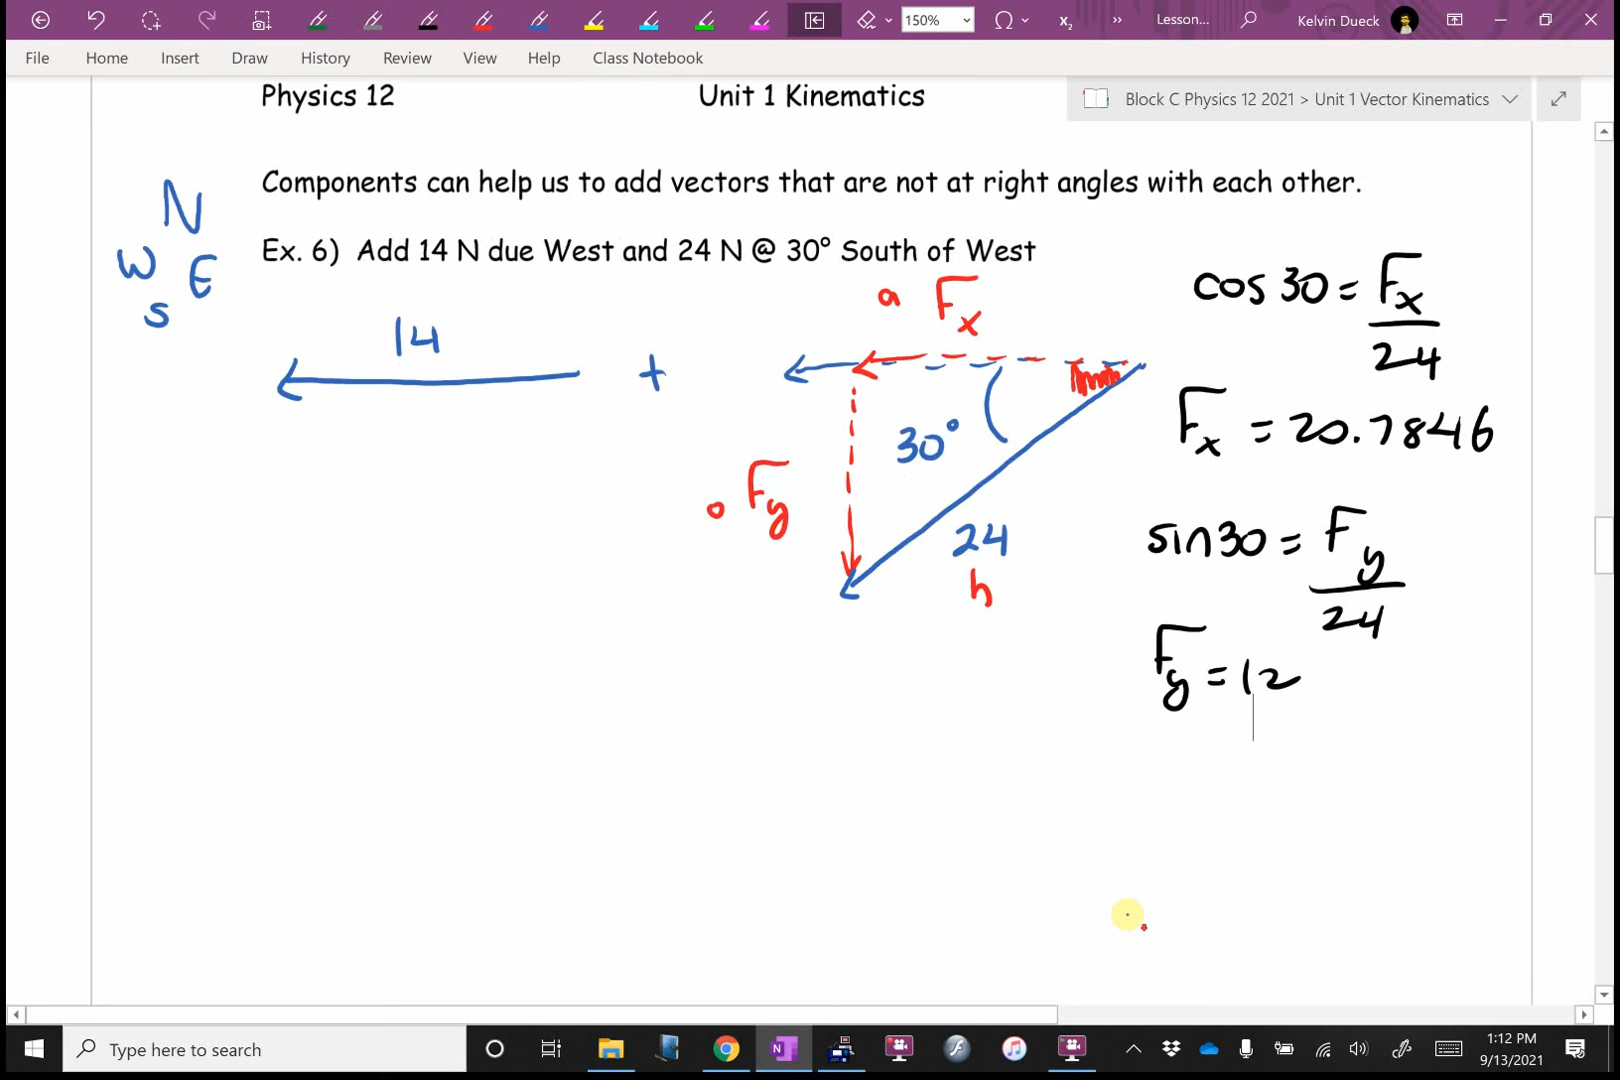 150%
x₂
Lesson...
Kelvin Dueck
File Home Insert Draw History Review View Help Class Notebook
Physics 12 Unit 1 Kinematics
Block C Physics 12 2021 > Unit 1 Vector Kinematics
Components can help us to add vectors that are not at right angles with each other.
Ex. 6) Add 14 N due West and 24 N @ 30° South of West
N
W E
S
14
+
a Fx
30°
o Fy
24
h
cos 30 = Fx
24
Fx = 20.7846
sin 30 = Fy
24
Fy = 12
Type here to search
1:12 PM
9/13/2021